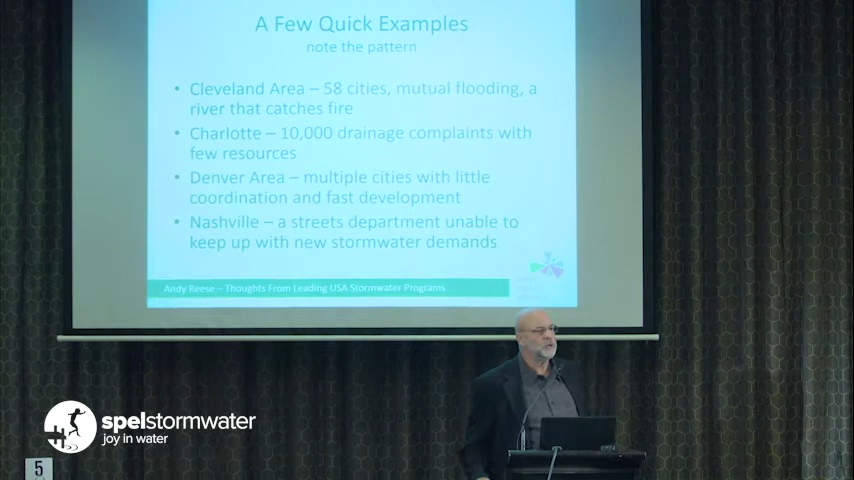 A Few Quick Examples
note the pattern
• Cleveland Area – 58 cities, mutual flooding, a
river that catches fire
• Charlotte – 10,000 drainage complaints with
few resources
• Denver Area – multiple cities with little
coordination and fast development
• Nashville – a streets department unable to
keep up with new stormwater demands
Andy Reese – Thoughts From Leading USA Stormwater Programs
spelstormwater
joy in water
5